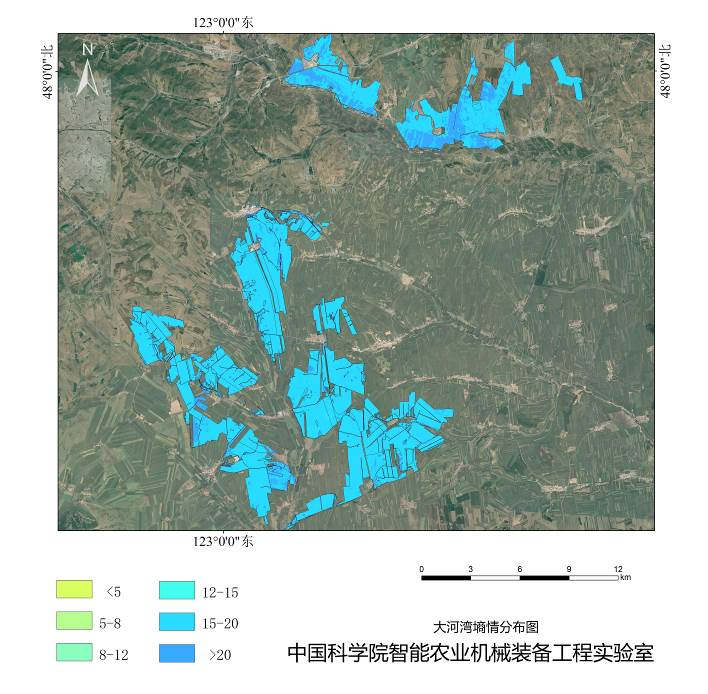 123°0'0"东
N
48°0'0"北
48°0'0"北
123°0'0"东
<5
5-8
8-12
12-15
15-20
>20
0 3 6 9 12 km
大河湾墒情分布图
中国科学院智能农业机械装备工程实验室